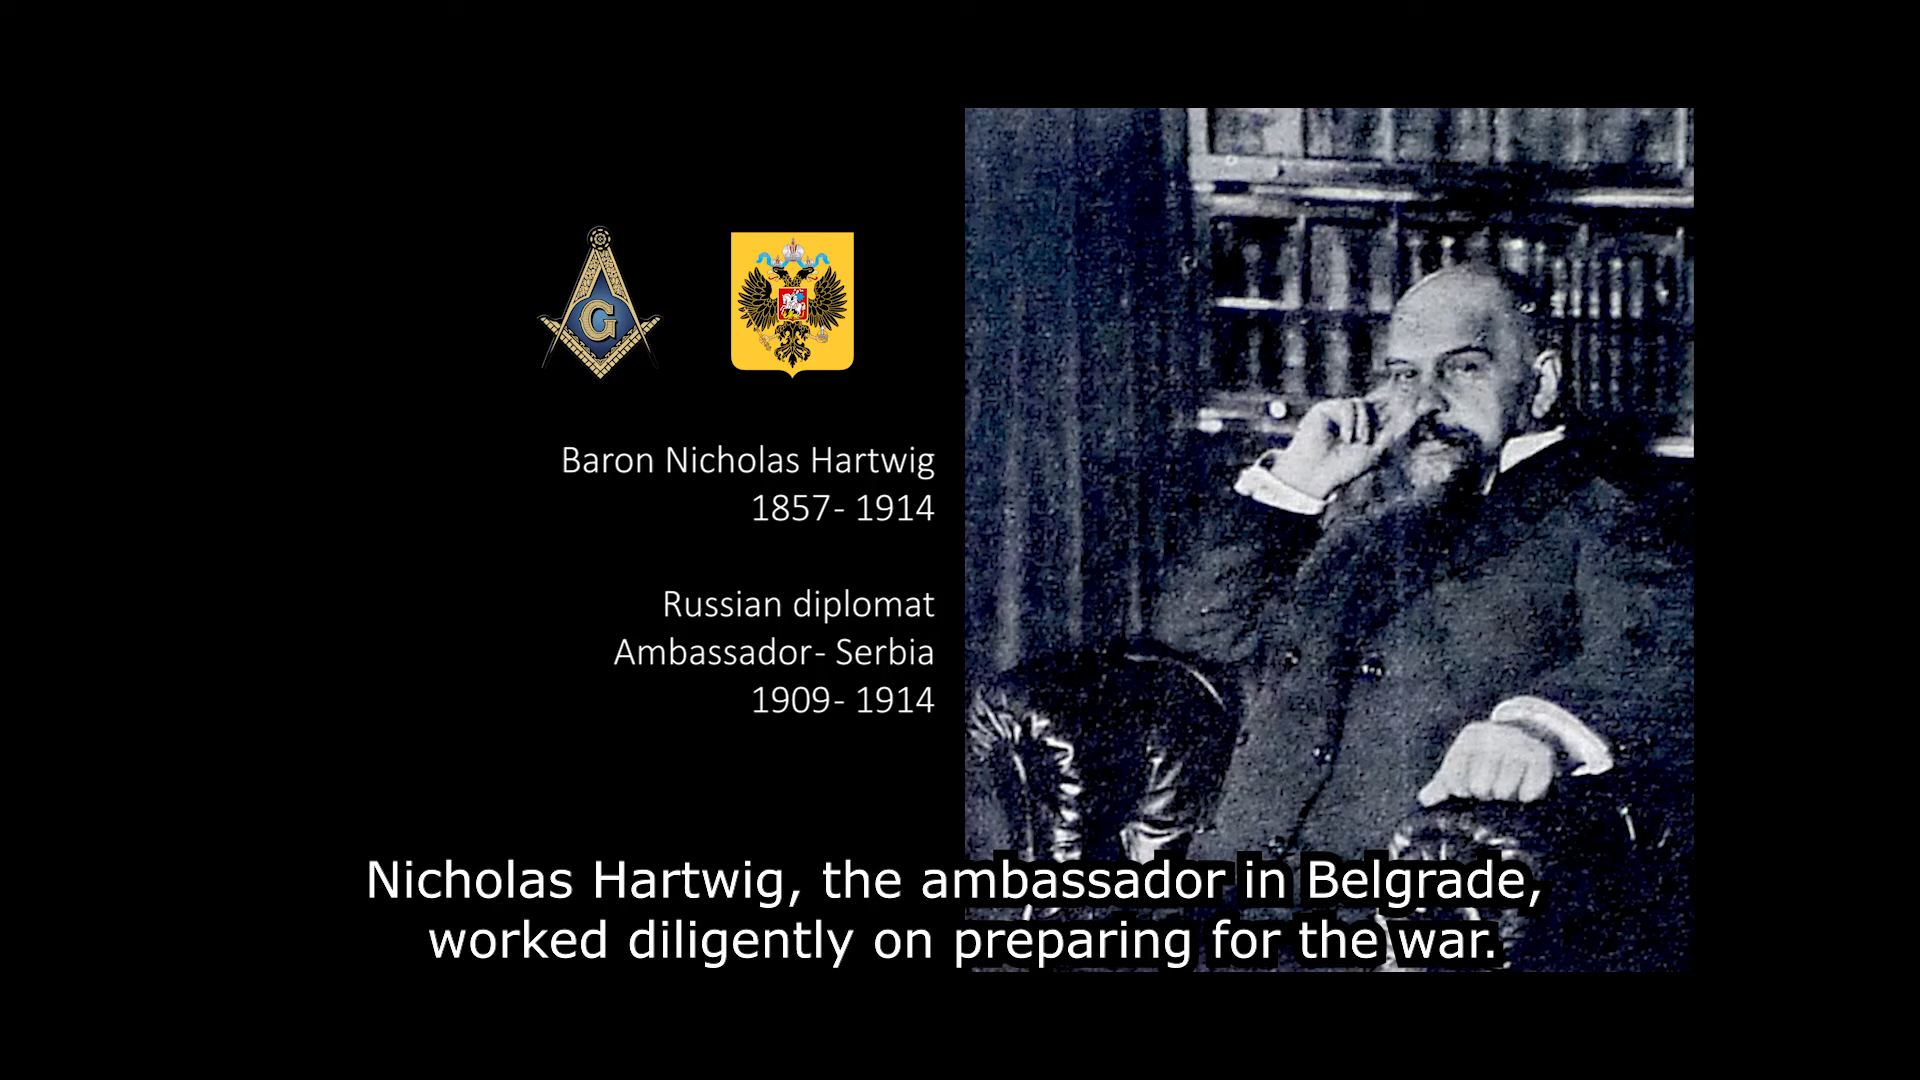 G
Baron Nicholas Hartwig
1857- 1914
Russian diplomat
Ambassador- Serbia
1909- 1914
Nicholas Hartwig, the ambassador in Belgrade,
worked diligently on preparing for the war.